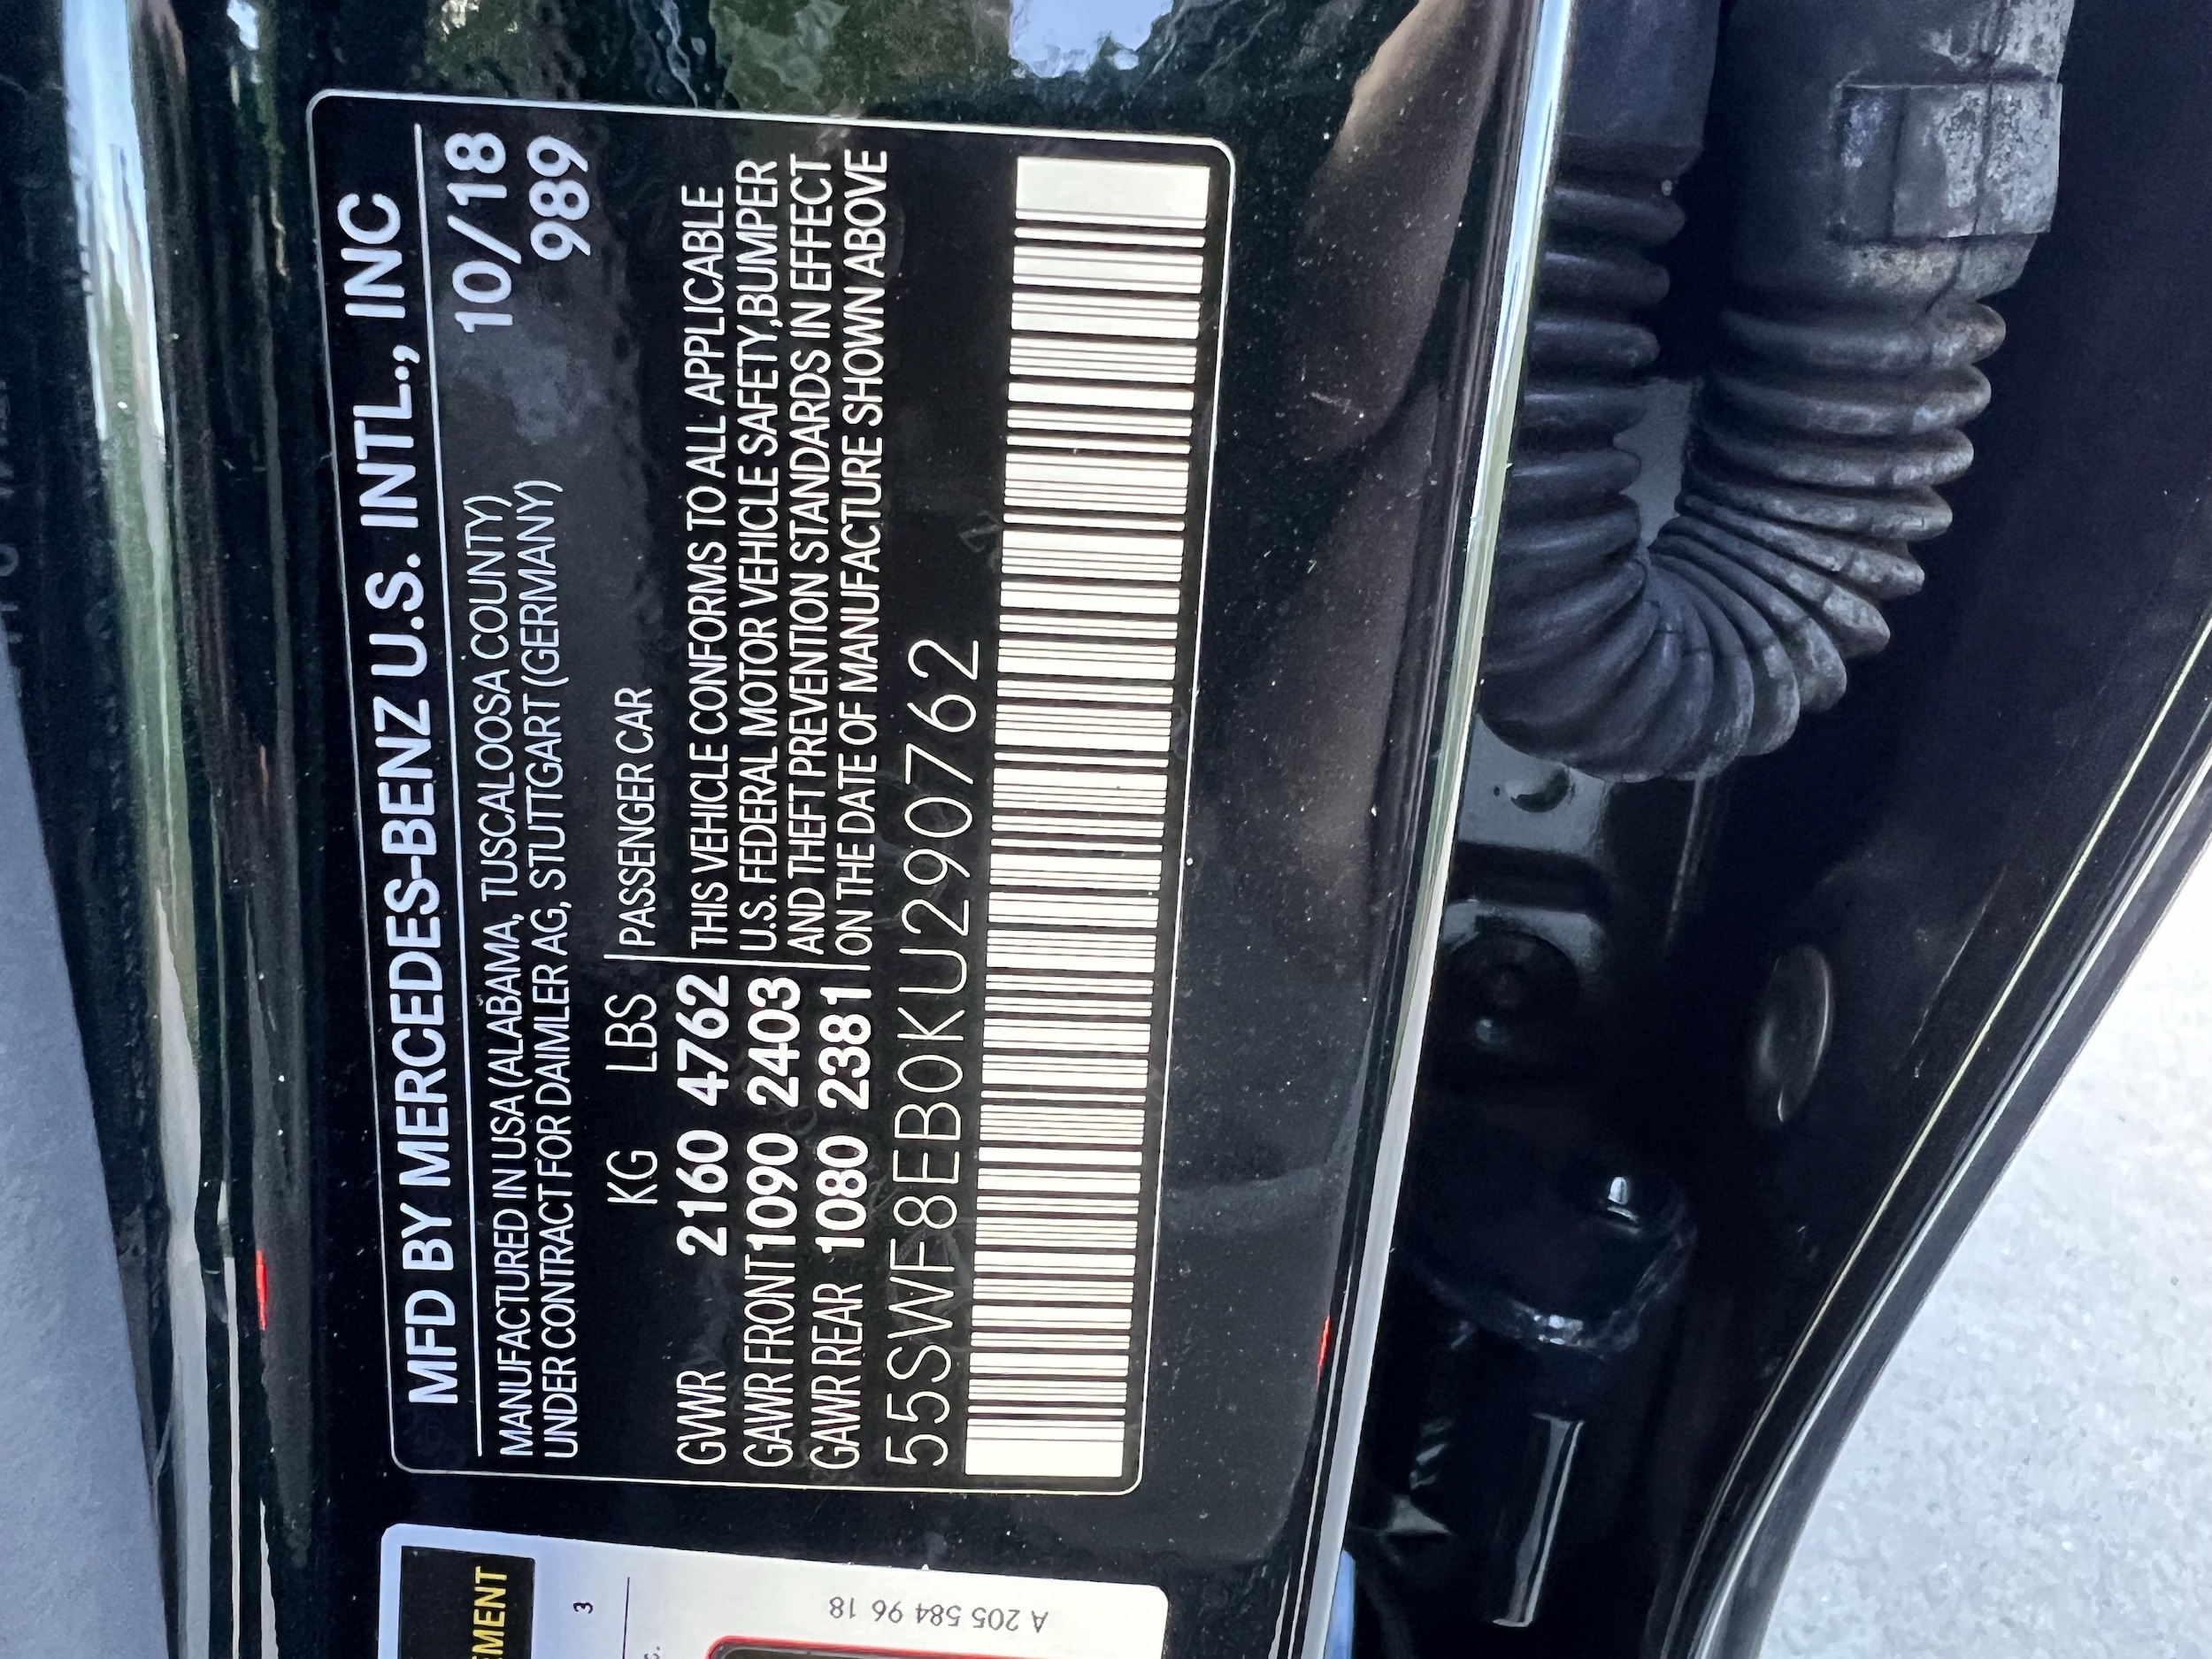 MFD BY MERCEDES-BENZ U.S. INTL., INC
MANUFACTURED IN USA (ALABAMA, TUSCALOOSA COUNTY) 10/18
UNDER CONTRACT FOR DAIMLER AG, STUTTGART (GERMANY) 989
KG LBS PASSENGER CAR
GVWR 2160 4762 THIS VEHICLE CONFORMS TO ALL APPLICABLE
GAWR FRONT 1090 2403 U.S. FEDERAL MOTOR VEHICLE SAFETY,BUMPER
AND THEFT PREVENTION STANDARDS IN EFFECT
GAWR REAR 1080 2381 ON THE DATE OF MANUFACTURE SHOWN ABOVE
55SWF8EB0KU290762
3
A 205 584 96 18